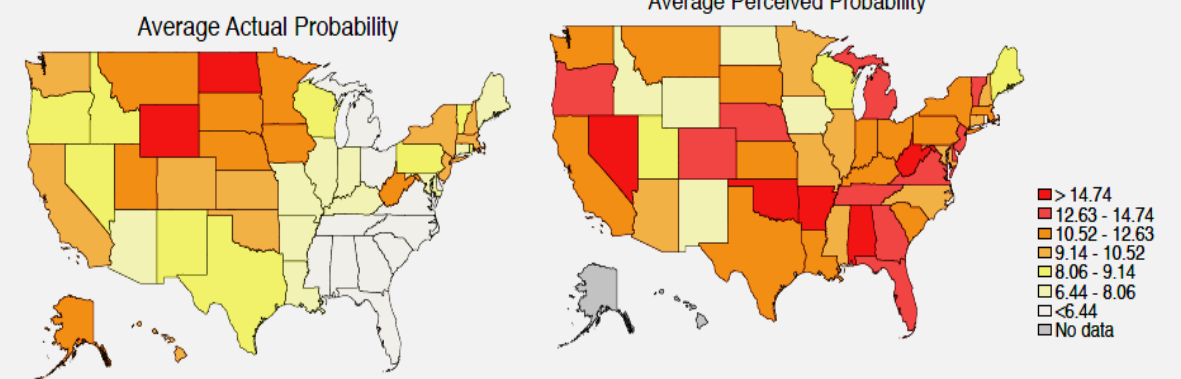 Average Actual Probability
Average Perceived Probability
> 14.74
12.63 - 14.74
10.52 - 12.63
9.14 - 10.52
8.06 - 9.14
6.44 - 8.06
<6.44
No data